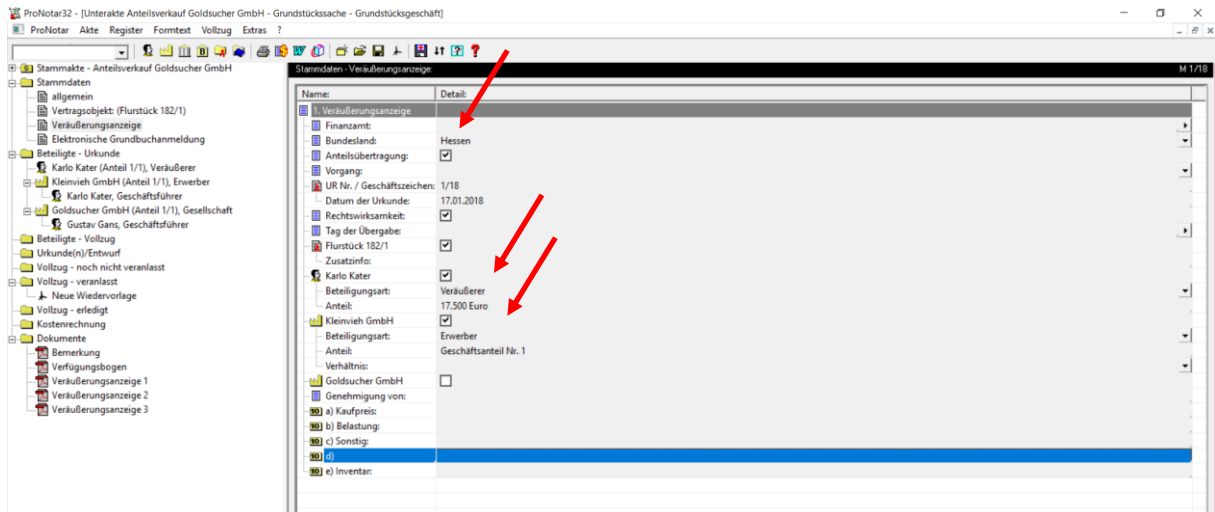 ProNotar32 - [Unterakte Anteilsverkauf Goldsucher GmbH - Grundstückssache - Grundstücksgeschäft]
ProNotar Akte Register Formtext Vollzug Extras ?
Stammakte - Anteilsverkauf Goldsucher GmbH
Stammdaten
allgemein
Vertragsobjekt: (Flurstück 182/1)
Veräußerungsanzeige
Elektronische Grundbuchanmeldung
Beteiligte - Urkunde
Karlo Kater (Anteil 1/1), Veräußerer
Kleinvieh GmbH (Anteil 1/1), Erwerber
Karlo Kater, Geschäftsführer
Goldsucher GmbH (Anteil 1/1), Gesellschaft
Gustav Gans, Geschäftsführer
Beteiligte - Vollzug
Urkunde(n)/Entwurf
Vollzug - noch nicht veranlasst
Vollzug - veranlasst
Neue Wiedervorlage
Vollzug - erledigt
Kostenrechnung
Dokumente
Bemerkung
Verfügungsbogen
Veräußerungsanzeige 1
Veräußerungsanzeige 2
Veräußerungsanzeige 3
Stammdaten - Veräußerungsanzeige: M 1/18
Name: Detail:
1. Veräußerungsanzeige
Finanzamt:
Bundesland: Hessen
Anteilsübertragung:
Vorgang:
UR Nr. / Geschäftszeichen: 1/18
Datum der Urkunde: 17.01.2018
Rechtswirksamkeit:
Tag der Übergabe:
Flurstück 182/1
Zusatzinfo:
Karlo Kater
Beteiligungsart: Veräußerer
Anteil: 17.500 Euro
Kleinvieh GmbH
Beteiligungsart: Erwerber
Anteil: Geschäftsanteil Nr. 1
Verhältnis:
Goldsucher GmbH
Genehmigung von:
a) Kaufpreis:
b) Belastung:
c) Sonstig:
d)
e) Inventar: